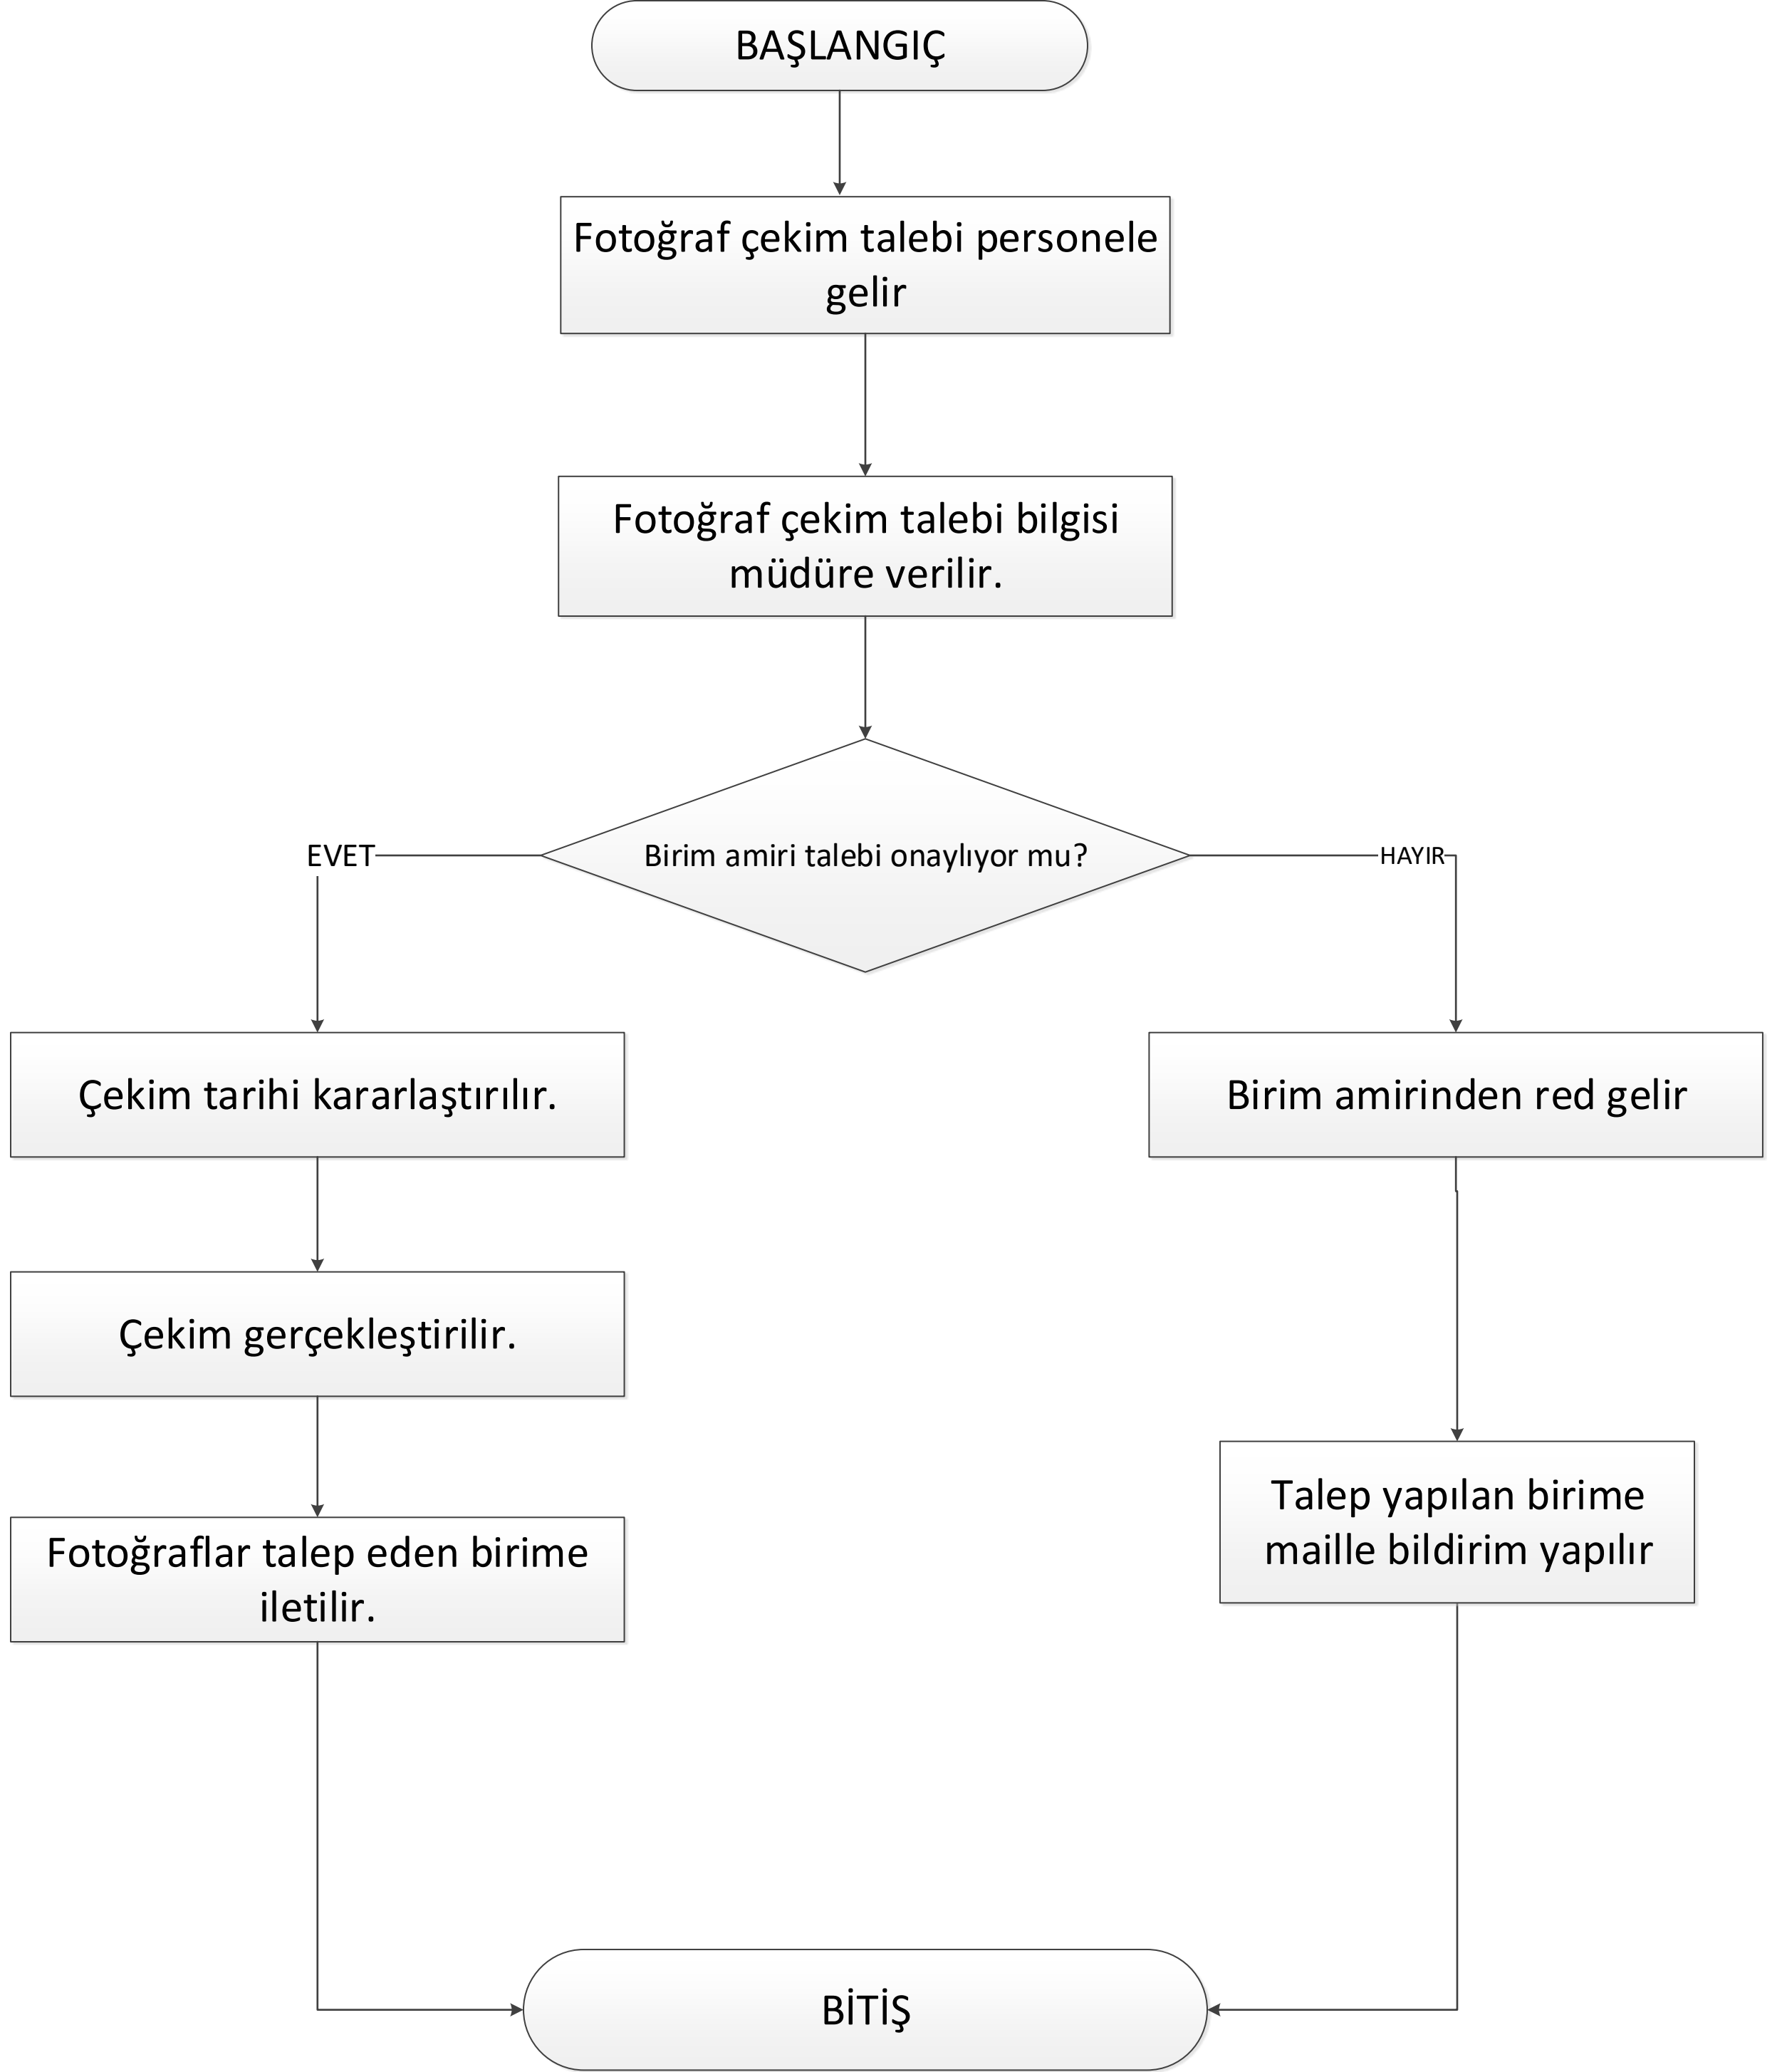 BAŞLANGIÇ
Fotoğraf çekim talebi personele
gelir
Fotoğraf çekim talebi bilgisi
müdüre verilir.
Birim amiri talebi onaylıyor mu?
EVET
HAYIR
Çekim tarihi kararlaştırılır.
Birim amirinden red gelir
Çekim gerçekleştirilir.
Talep yapılan birime
maille bildirim yapılır
Fotoğraflar talep eden birime
iletilir.
BİTİŞ